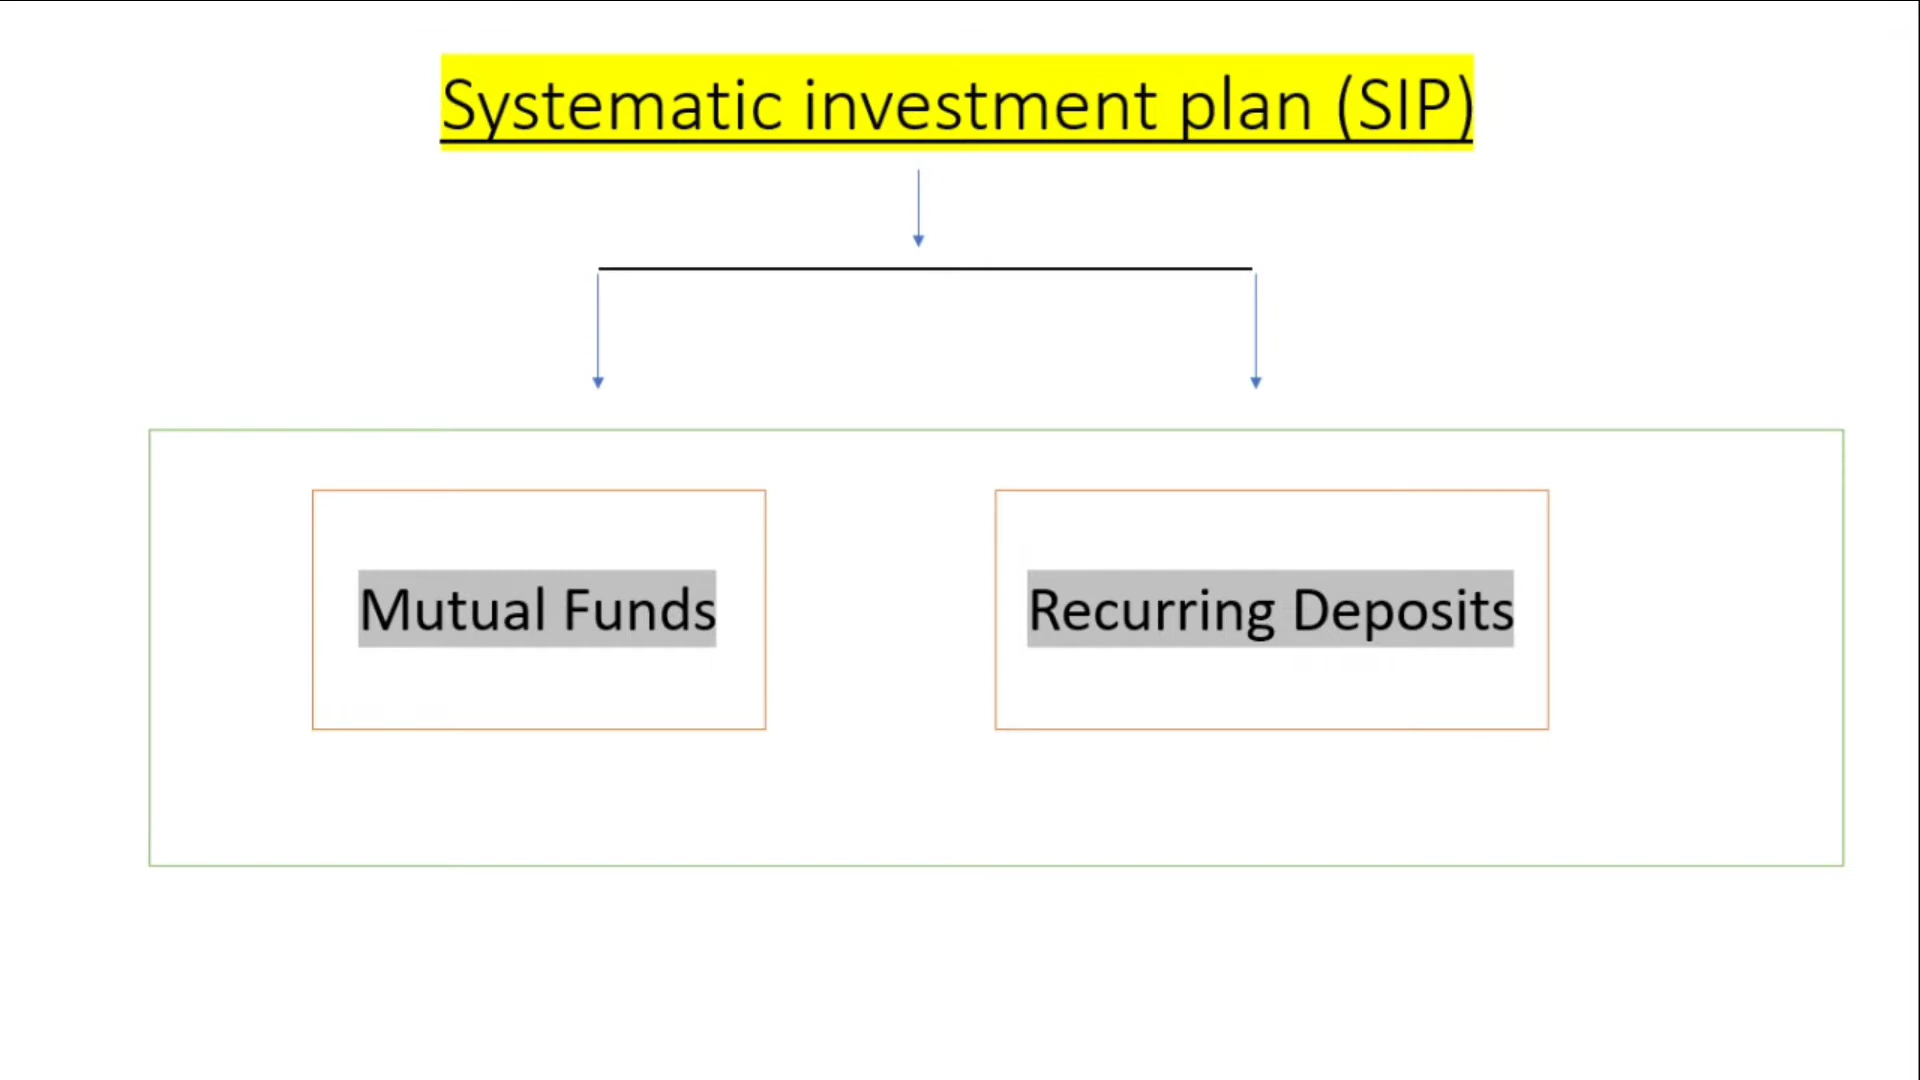 Systematic investment plan (SIP)
Mutual Funds
Recurring Deposits